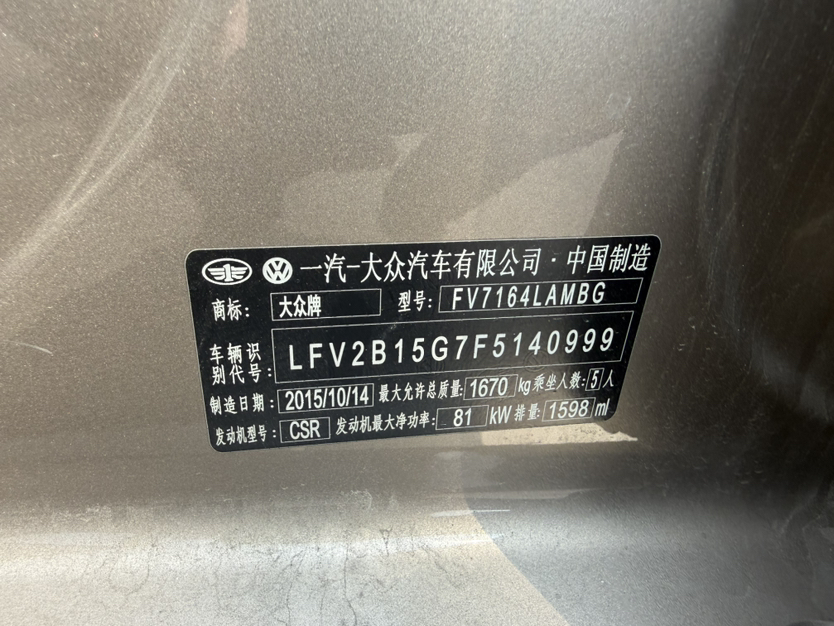 一汽-大众汽车有限公司·中国制造
商标: 大众牌 型号: FV7164LAMBG
车辆识别代号: LFV2B15G7F5140999
制造日期: 2015/10/14 最大允许总质量: 1670 kg 乘坐人数: 5 人
发动机型号: CSR 发动机最大净功率: 81 kW 排量: 1598 ml